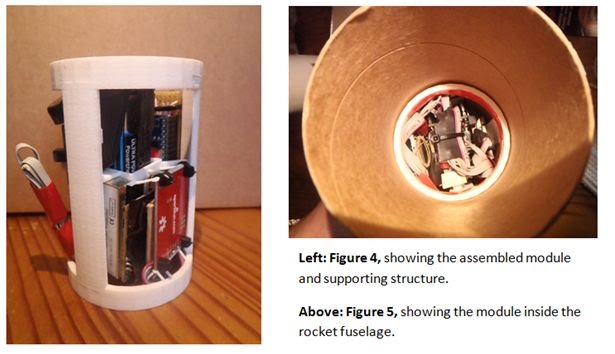 Left: Figure 4, showing the assembled module
and supporting structure.
Above: Figure 5, showing the module inside the
rocket fuselage.